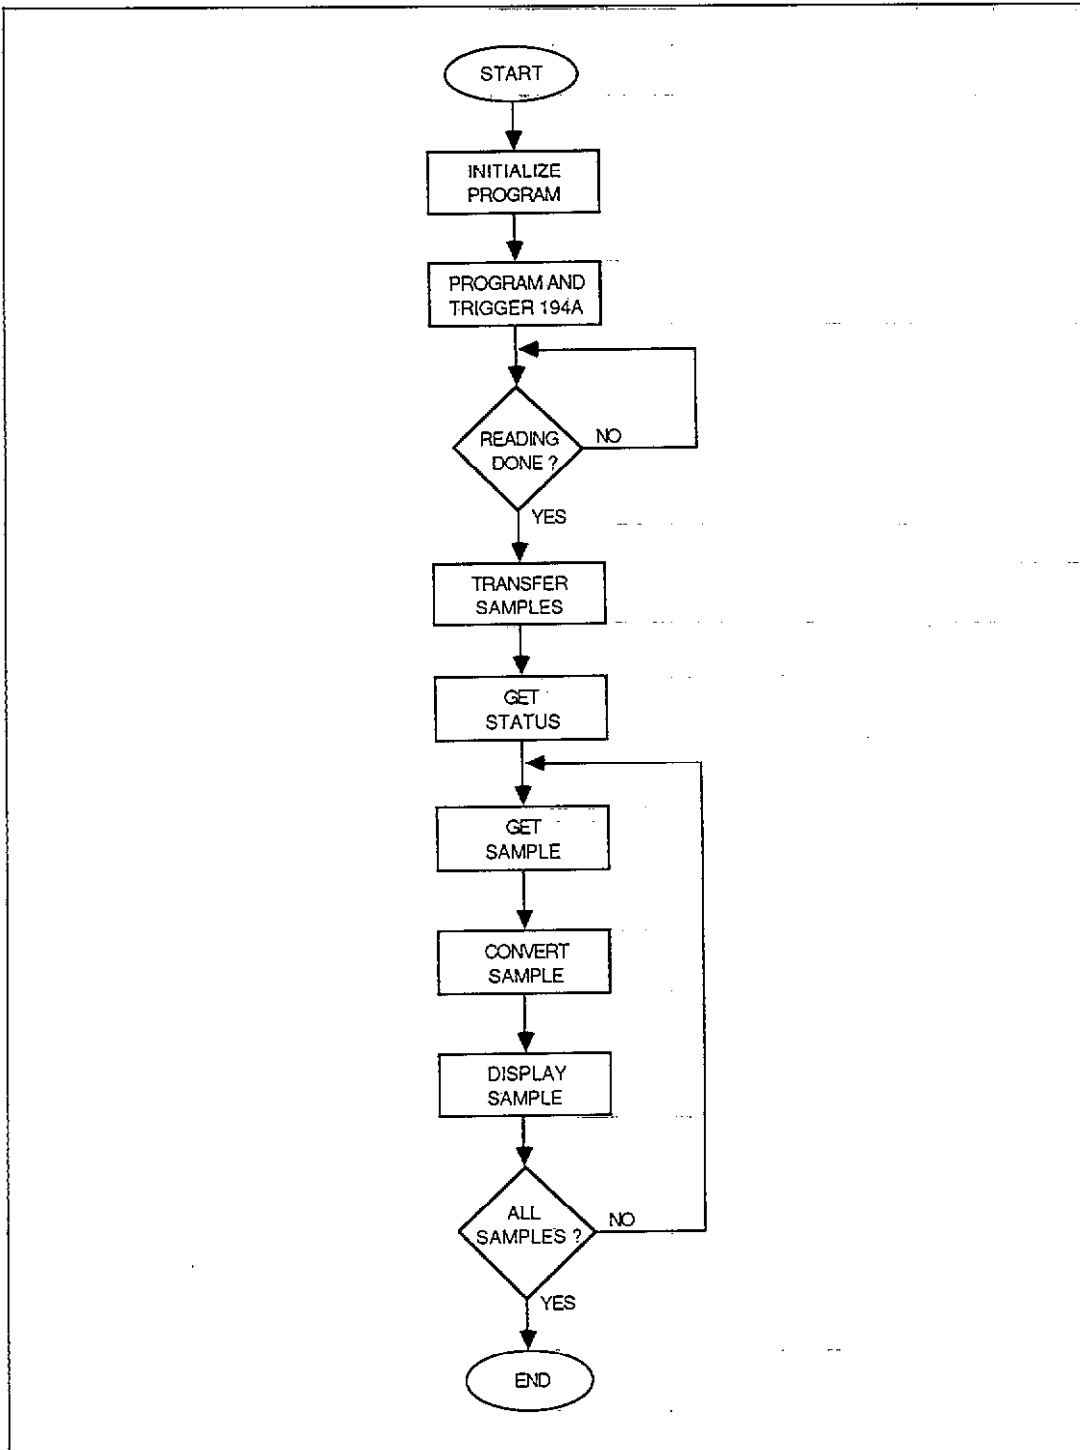 START
INITIALIZE
PROGRAM
PROGRAM AND
TRIGGER 194A
READING
DONE ?
NO
YES
TRANSFER
SAMPLES
GET
STATUS
GET
SAMPLE
CONVERT
SAMPLE
DISPLAY
SAMPLE
ALL
SAMPLES ?
NO
YES
END